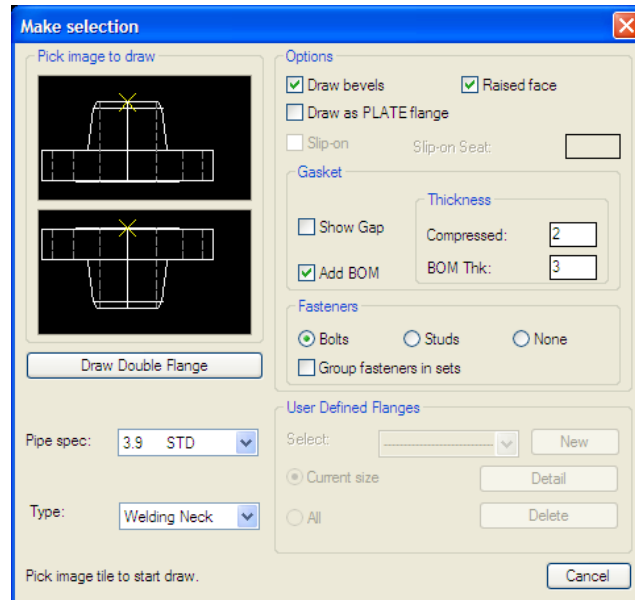 Make selection
Pick image to draw
Draw Double Flange
Pipe spec: 3.9 STD
Type: Welding Neck
Pick image tile to start draw.
Options
Draw bevels Raised face
Draw as PLATE flange
Slip-on Slip-on Seat:
Gasket
Thickness
Show Gap Compressed: 2
Add BOM BOM Thk: 3
Fasteners
Bolts Studs None
Group fasteners in sets
User Defined Flanges
Select: New
Current size Detail
All Delete
Cancel